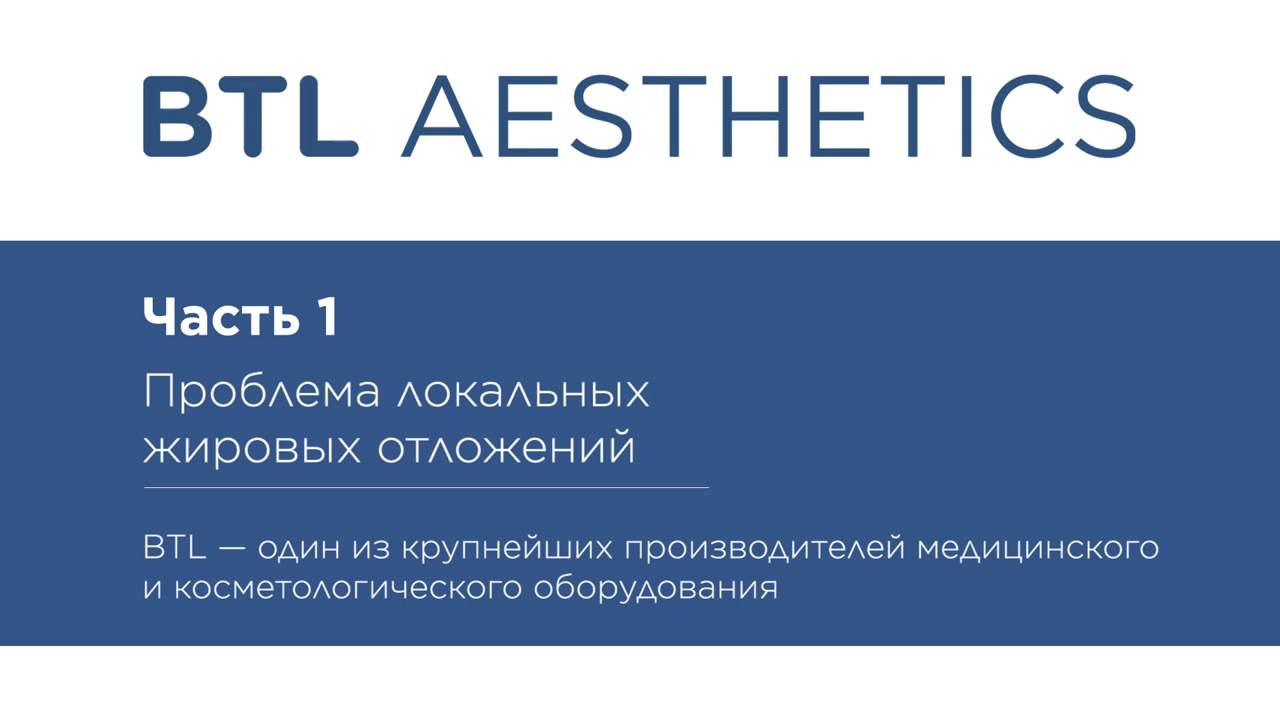 BTL AESTHETICS
Часть 1
Проблема локальных
жировых отложений
BTL — один из крупнейших производителей медицинского
и косметологического оборудования